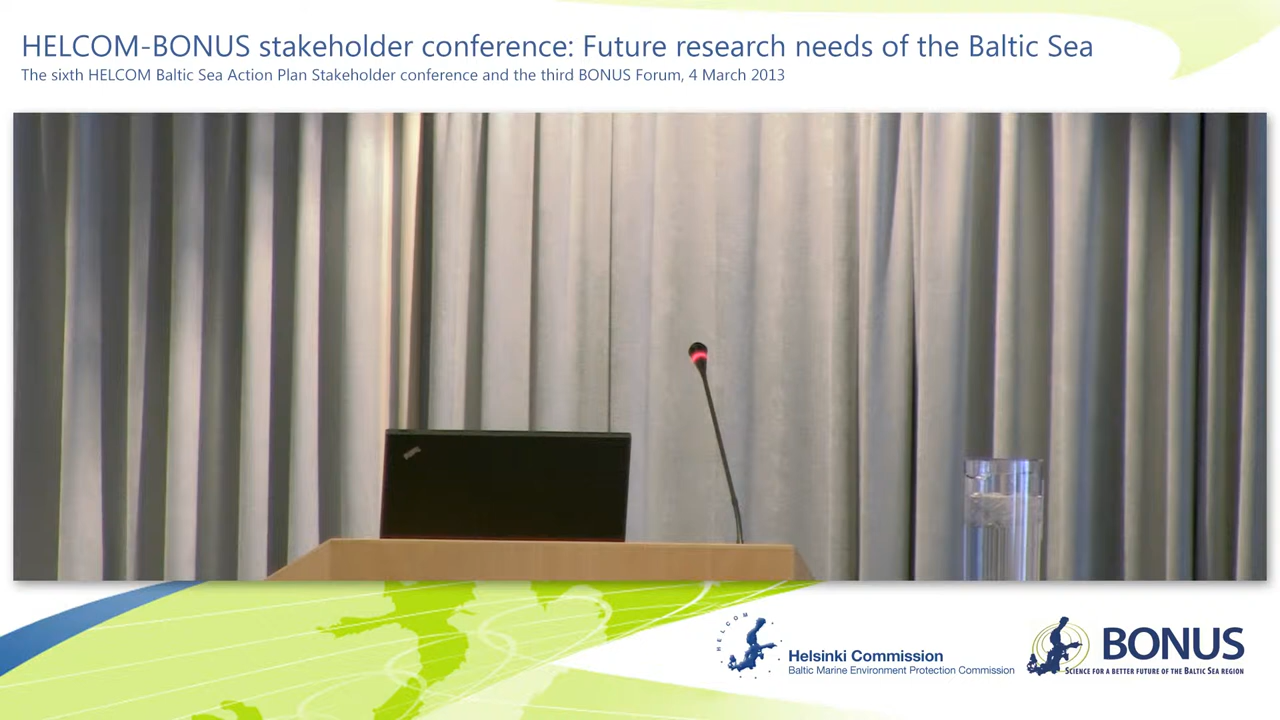 HELCOM-BONUS stakeholder conference: Future research needs of the Baltic Sea
The sixth HELCOM Baltic Sea Action Plan Stakeholder conference and the third BONUS Forum, 4 March 2013
HELCOM
Helsinki Commission
Baltic Marine Environment Protection Commission
BONUS
SCIENCE FOR A BETTER FUTURE OF THE BALTIC SEA REGION